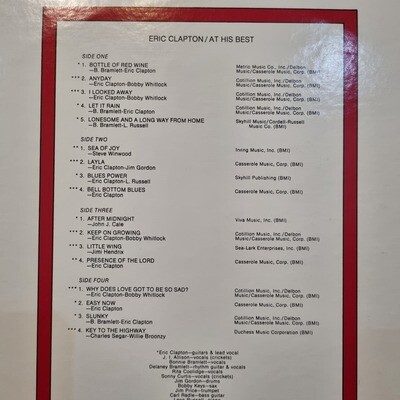 ERIC CLAPTON/AT HIS BEST
SIDE ONE
* 1. BOTTLE OF RED WINE Metric Music Co., Inc./Delbon
—B. Bramlett-Eric Clapton Music/Casserole Music, Corp. (BMI)
*** 2. ANYDAY Cotillion Music, Inc./Delbon
—Eric Clapton-Bobby Whitlock Music/Casserole Music, Corp. (BMI)
*** 3. I LOOKED AWAY Cotillion Music, Inc./Delbon
—Eric Clapton-Bobby Whitlock Music/Casserole Music, Corp. (BMI)
* 4. LET IT RAIN Cotillion Music, Inc./Delbon
—B. Bramlett-Eric Clapton Music/Casserole Music, Corp. (BMI)
* 5. LONESOME AND A LONG WAY FROM HOME Skyhill Music/Cordell-Russell
—B. Bramlett-L. Russell Music Co. (BMI)
SIDE TWO
** 1. SEA OF JOY Irving Music, Inc. (BMI)
—Steve Winwood
*** 2. LAYLA Casserole Music, Corp. (BMI)
—Eric Clapton-Jim Gordon
* 3. BLUES POWER Skyhill Publishing (BMI)
—Eric Clapton-L. Russell
*** 4. BELL BOTTOM BLUES Casserole Music, Corp. (BMI)
—Eric Clapton
SIDE THREE
* 1. AFTER MIDNIGHT Viva Music, Inc. (BMI)
—John J. Cale
*** 2. KEEP ON GROWING Cotillion Music, Inc./Delbon
—Eric Clapton-Bobby Whitlock Music/Casserole Music, Corp. (BMI)
*** 3. LITTLE WING Sea-Lark Enterprises, Inc. (BMI)
—Jimi Hendrix
** 4. PRESENCE OF THE LORD Casserole Music, Corp. (BMI)
—Eric Clapton
SIDE FOUR
*** 1. WHY DOES LOVE GOT TO BE SO SAD? Cotillion Music, Inc./Delbon
—Eric Clapton-Bobby Whitlock Music/Casserole Music, Corp. (BMI)
* 2. EASY NOW Casserole Music, Corp. (BMI)
—Eric Clapton
* 3. SLUNKY Cotillion Music, Inc./Delbon
—B. Bramlett-Eric Clapton Music/Casserole Music, Corp. (BMI)
*** 4. KEY TO THE HIGHWAY Duchess Music Corporation (BMI)
—Charles Segar-Willie Broonzy
*Eric Clapton—guitars & lead vocal
J. I. Allison—vocals (crickets)
Bonnie Bramlett—vocals
Delaney Bramlett—rhythm guitar & vocals
Rita Coolidge—vocals
Sonny Curtis—vocals (crickets)
Jim Gordon—drums
Bobby Keys—sax
Jim Price—trumpet
Carl Radle—bass guitar